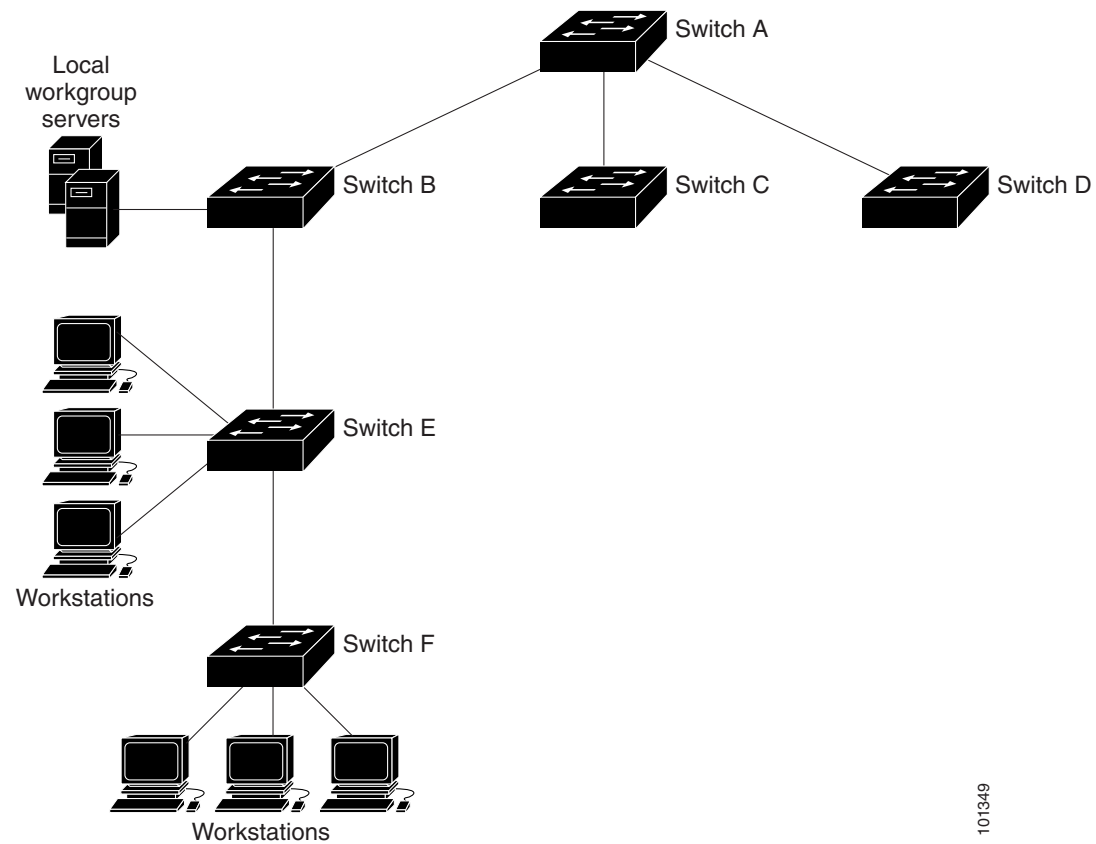 Switch A
Local
workgroup
servers
Switch B
Switch C
Switch D
Switch E
Workstations
Switch F
Workstations
101349